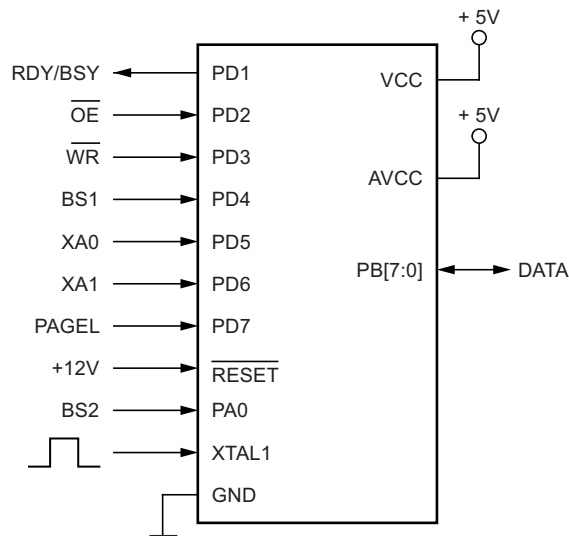 + 5V
RDY/BSY PD1 VCC
OE PD2 + 5V
WR PD3
BS1 PD4 AVCC
XA0 PD5
XA1 PD6 PB[7:0] DATA
PAGEL PD7
+12V RESET
BS2 PA0
XTAL1
GND